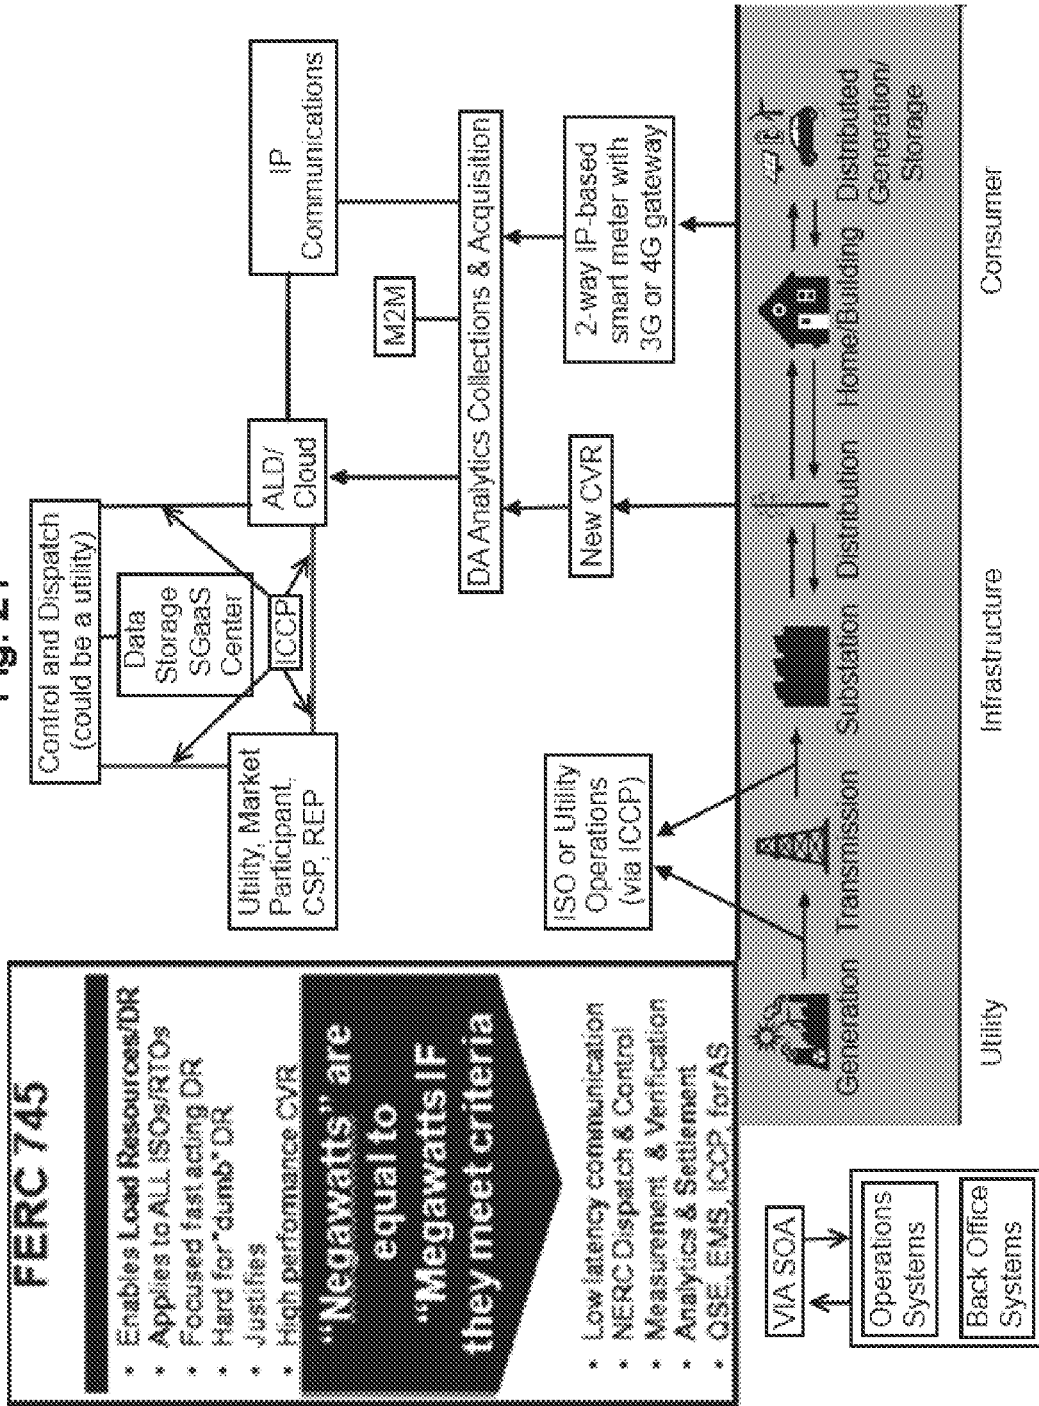 FERC 745
• Enables Load Resources/DR
• Applies to ALL ISOs/RTOs
• Focused fast acting DR
• Hard for "dumb" DR
• Justifies
• High performance CVR
"Negawatts" are
equal to
"Megawatts IF
they meet criteria
• Low latency communication
• NERC Dispatch & Control
• Measurement & Verification
• Analytics & Settlement
• QSE, EMS, ICCP, for AS
Control and Dispatch
(could be a utility)
Data
Storage
SGaaS
Center
ICCP
Utility, Market
Participant,
CSP, REP
ALD/
Cloud
IP
Communications
M2M
DA Analytics Collections & Acquisition
New CVR
2-way IP-based
smart meter with
3G or 4G gateway
ISO or Utility
Operations
(via ICCP)
Generation
Transmission
Substation
Distribution
Home/Building
Distributed
Generation/
Storage
Utility
Infrastructure
Consumer
VIA SOA
Operations
Systems
Back Office
Systems